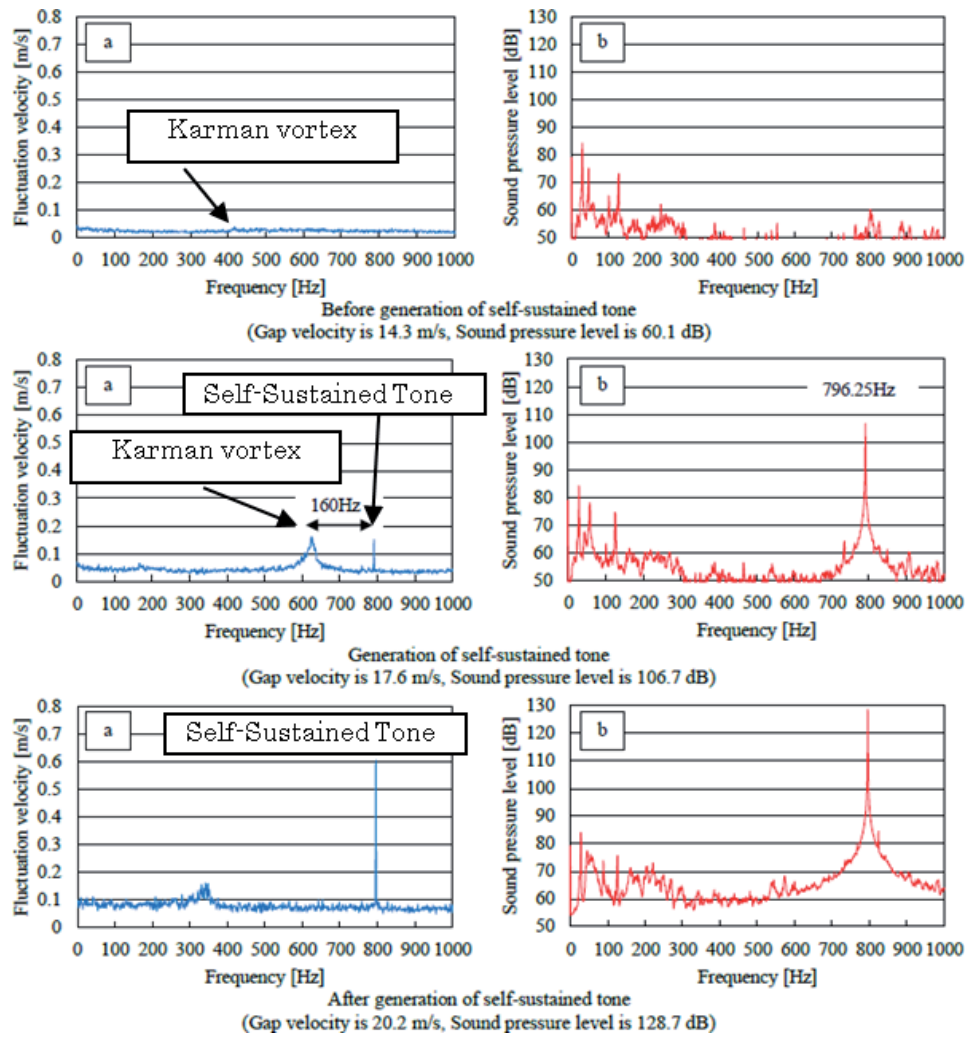 a
Fluctuation velocity [m/s]
0.8
0.7
0.6
0.5
0.4
0.3
0.2
0.1
0
Karman vortex
0 100 200 300 400 500 600 700 800 900 1000
Frequency [Hz]
b
Sound pressure level [dB]
130
120
110
100
90
80
70
60
50
0 100 200 300 400 500 600 700 800 900 1000
Frequency [Hz]
Before generation of self-sustained tone
(Gap velocity is 14.3 m/s, Sound pressure level is 60.1 dB)
a
Fluctuation velocity [m/s]
0.8
0.7
0.6
0.5
0.4
0.3
0.2
0.1
0
Self-Sustained Tone
Karman vortex
160Hz
0 100 200 300 400 500 600 700 800 900 1000
Frequency [Hz]
b
Sound pressure level [dB]
130
120
110
100
90
80
70
60
50
796.25Hz
0 100 200 300 400 500 600 700 800 900 1000
Frequency [Hz]
Generation of self-sustained tone
(Gap velocity is 17.6 m/s, Sound pressure level is 106.7 dB)
a
Fluctuation velocity [m/s]
0.8
0.7
0.6
0.5
0.4
0.3
0.2
0.1
0
Self-Sustained Tone
0 100 200 300 400 500 600 700 800 900 1000
Frequency [Hz]
b
Sound pressure level [dB]
130
120
110
100
90
80
70
60
50
0 100 200 300 400 500 600 700 800 900 1000
Frequency [Hz]
After generation of self-sustained tone
(Gap velocity is 20.2 m/s, Sound pressure level is 128.7 dB)